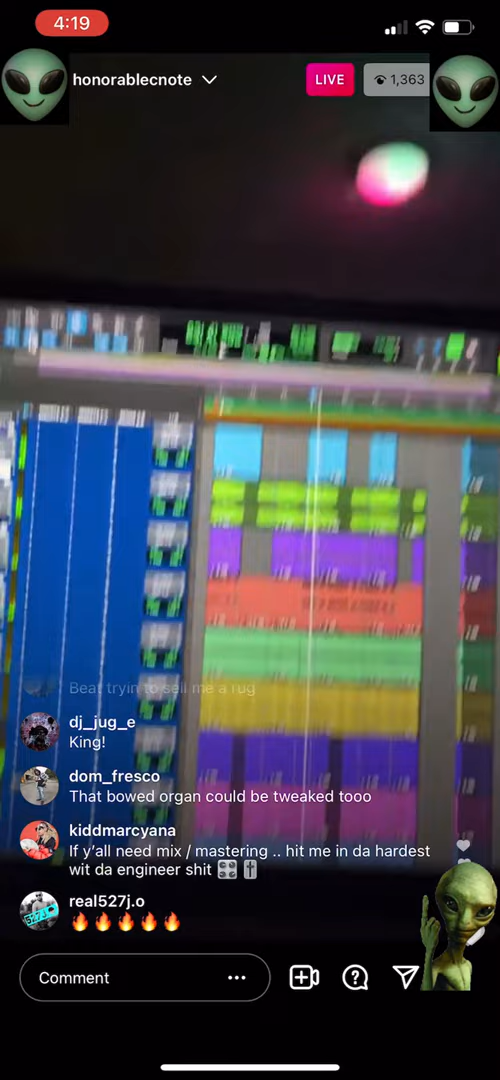 4:19
honorablecnote
LIVE
1,363
Beat tryin to sell me a rug
dj_jug_e
King!
dom_fresco
That bowed organ could be tweaked tooo
kiddmarcyana
If y'all need mix / mastering .. hit me in da hardest
wit da engineer shit 🎛️ 🎚️
real527j.o
🔥🔥🔥🔥🔥
Comment